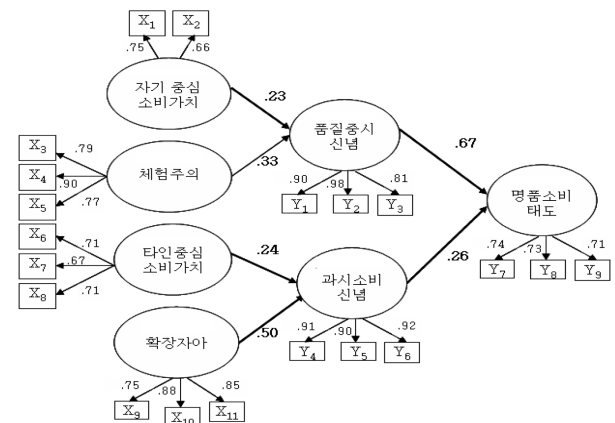 X1 X2
.75 .66
자기 중심
소비가치
.23
X3 .79
X4 .90
X5 .77
체험주의
.33
품질중시
신념
.67
.90 .98 .81
Y1 Y2 Y3
명품소비
태도
.74 .73 .71
Y7 Y8 Y9
X6 .71
X7 .67
X8 .71
타인중심
소비가치
.24
과시소비
신념
.26
.91 .90 .92
Y4 Y5 Y6
확장자아
.50
.75 .88 .85
X9 X10 X11